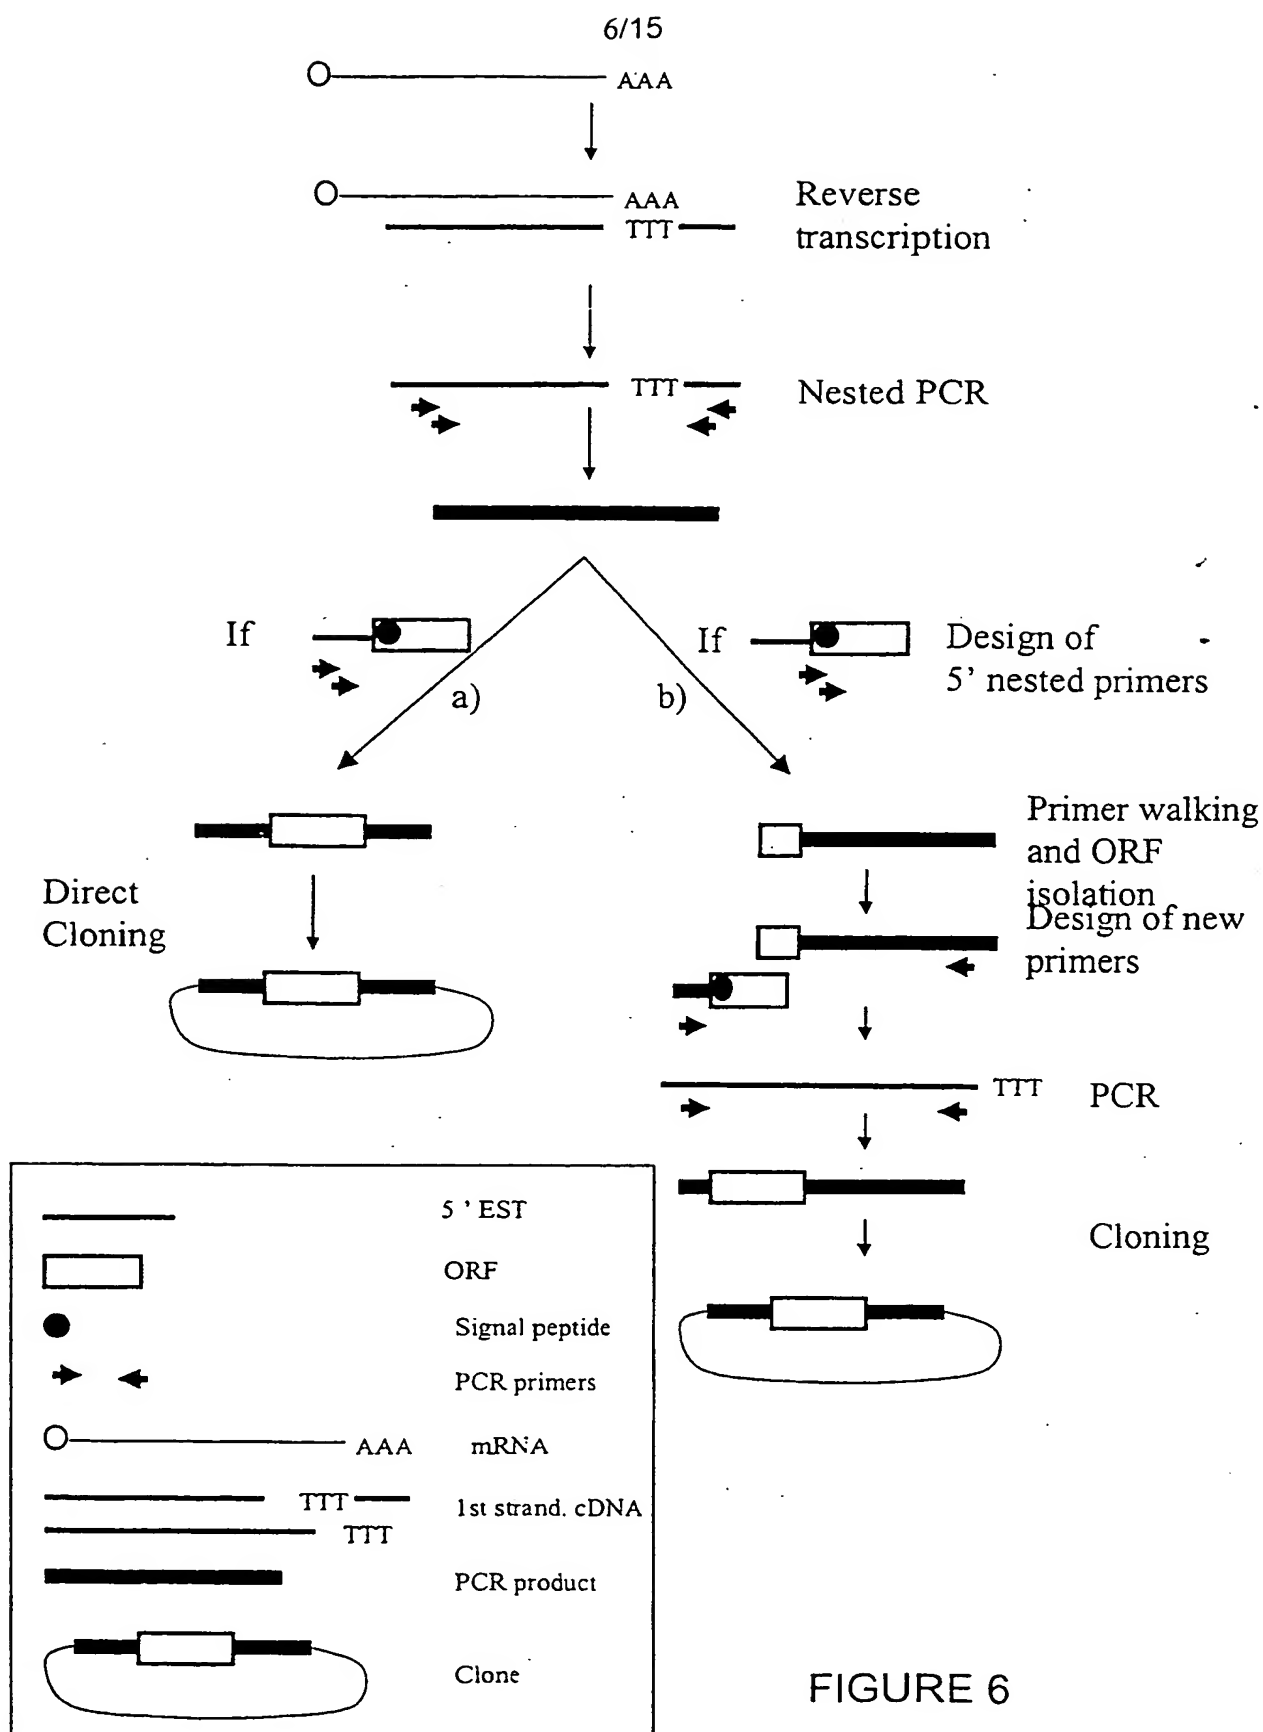 6/15
AAA
AAA
TTT
Reverse
transcription
TTT
Nested PCR
If
a)
If
b)
Design of
5' nested primers
Direct
Cloning
Primer walking
and ORF
isolation
Design of new
primers
TTT
PCR
Cloning
5 ' EST
ORF
Signal peptide
PCR primers
AAA
mRNA
TTT
1st strand. cDNA
TTT
PCR product
Clone
FIGURE 6